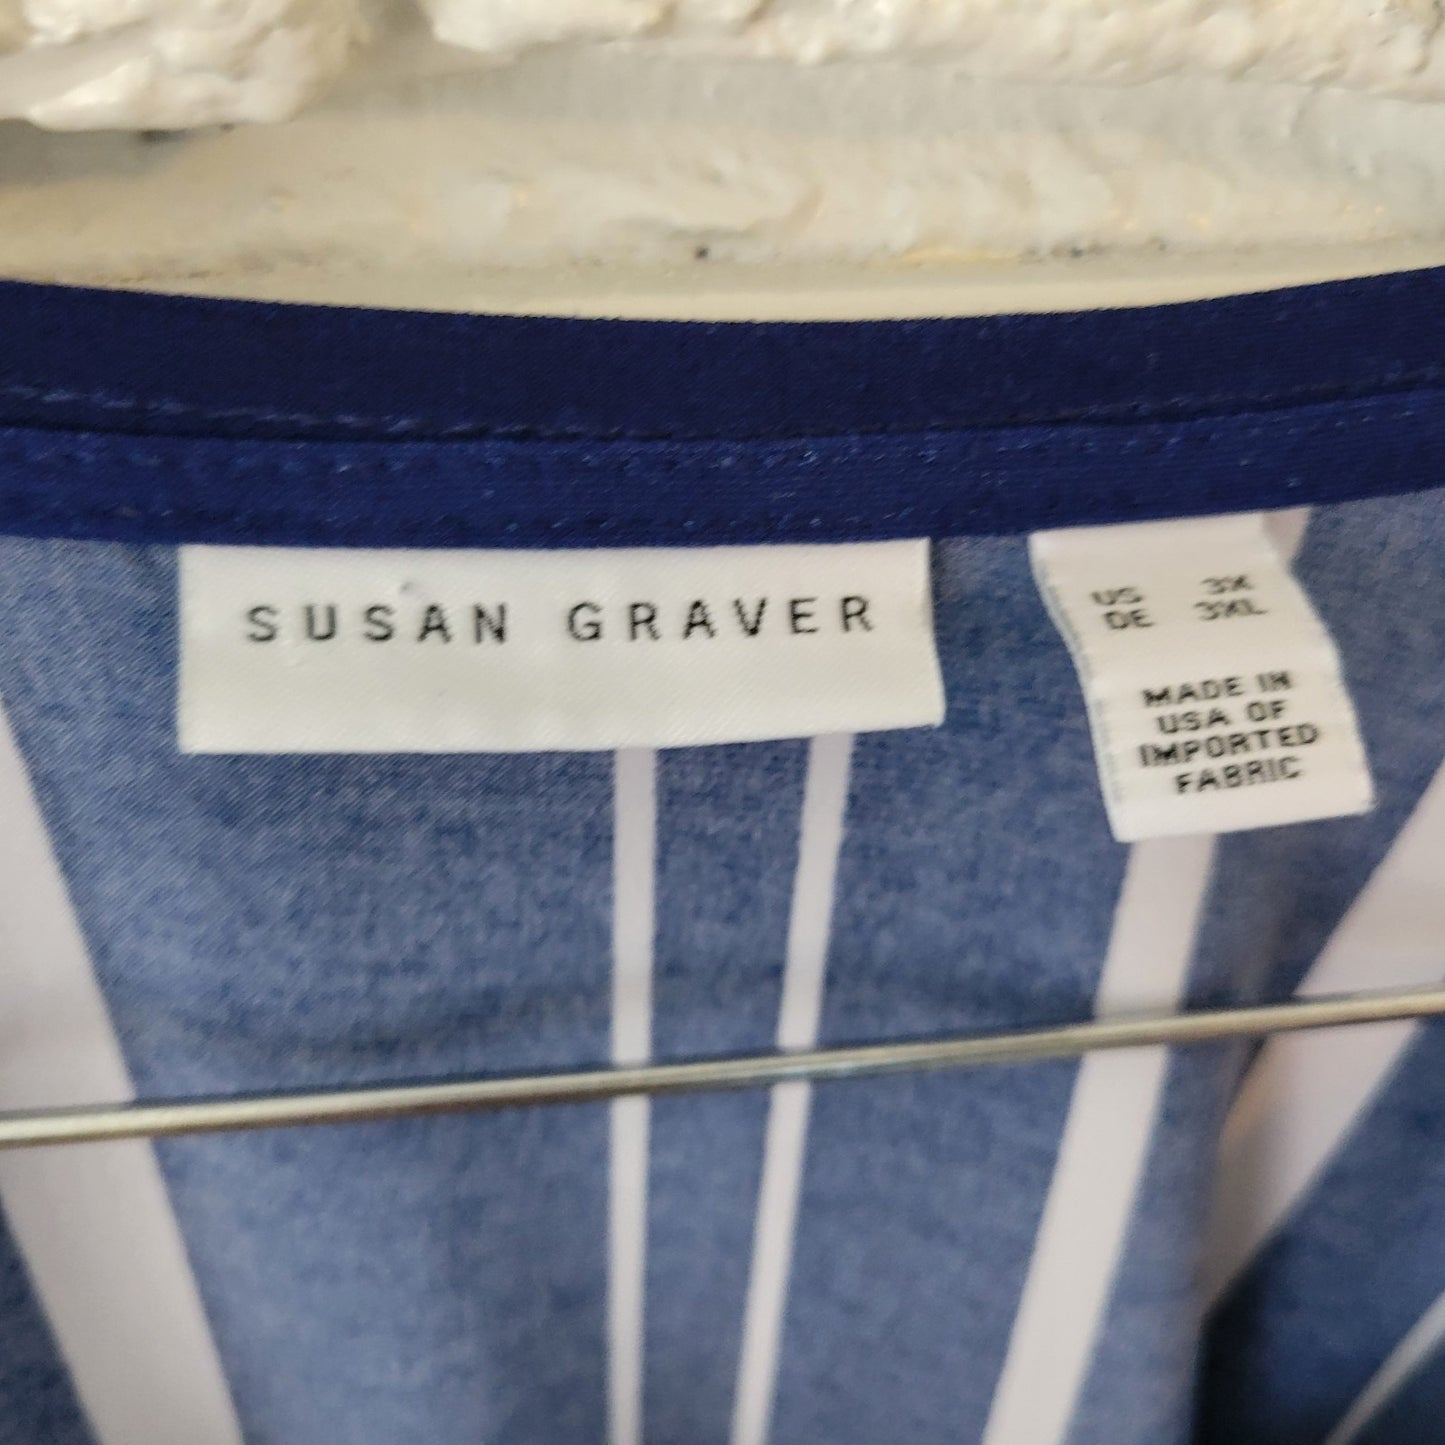 SUSAN GRAVER
US 3X
DE 3XL
MADE IN
USA OF
IMPORTED
FABRIC